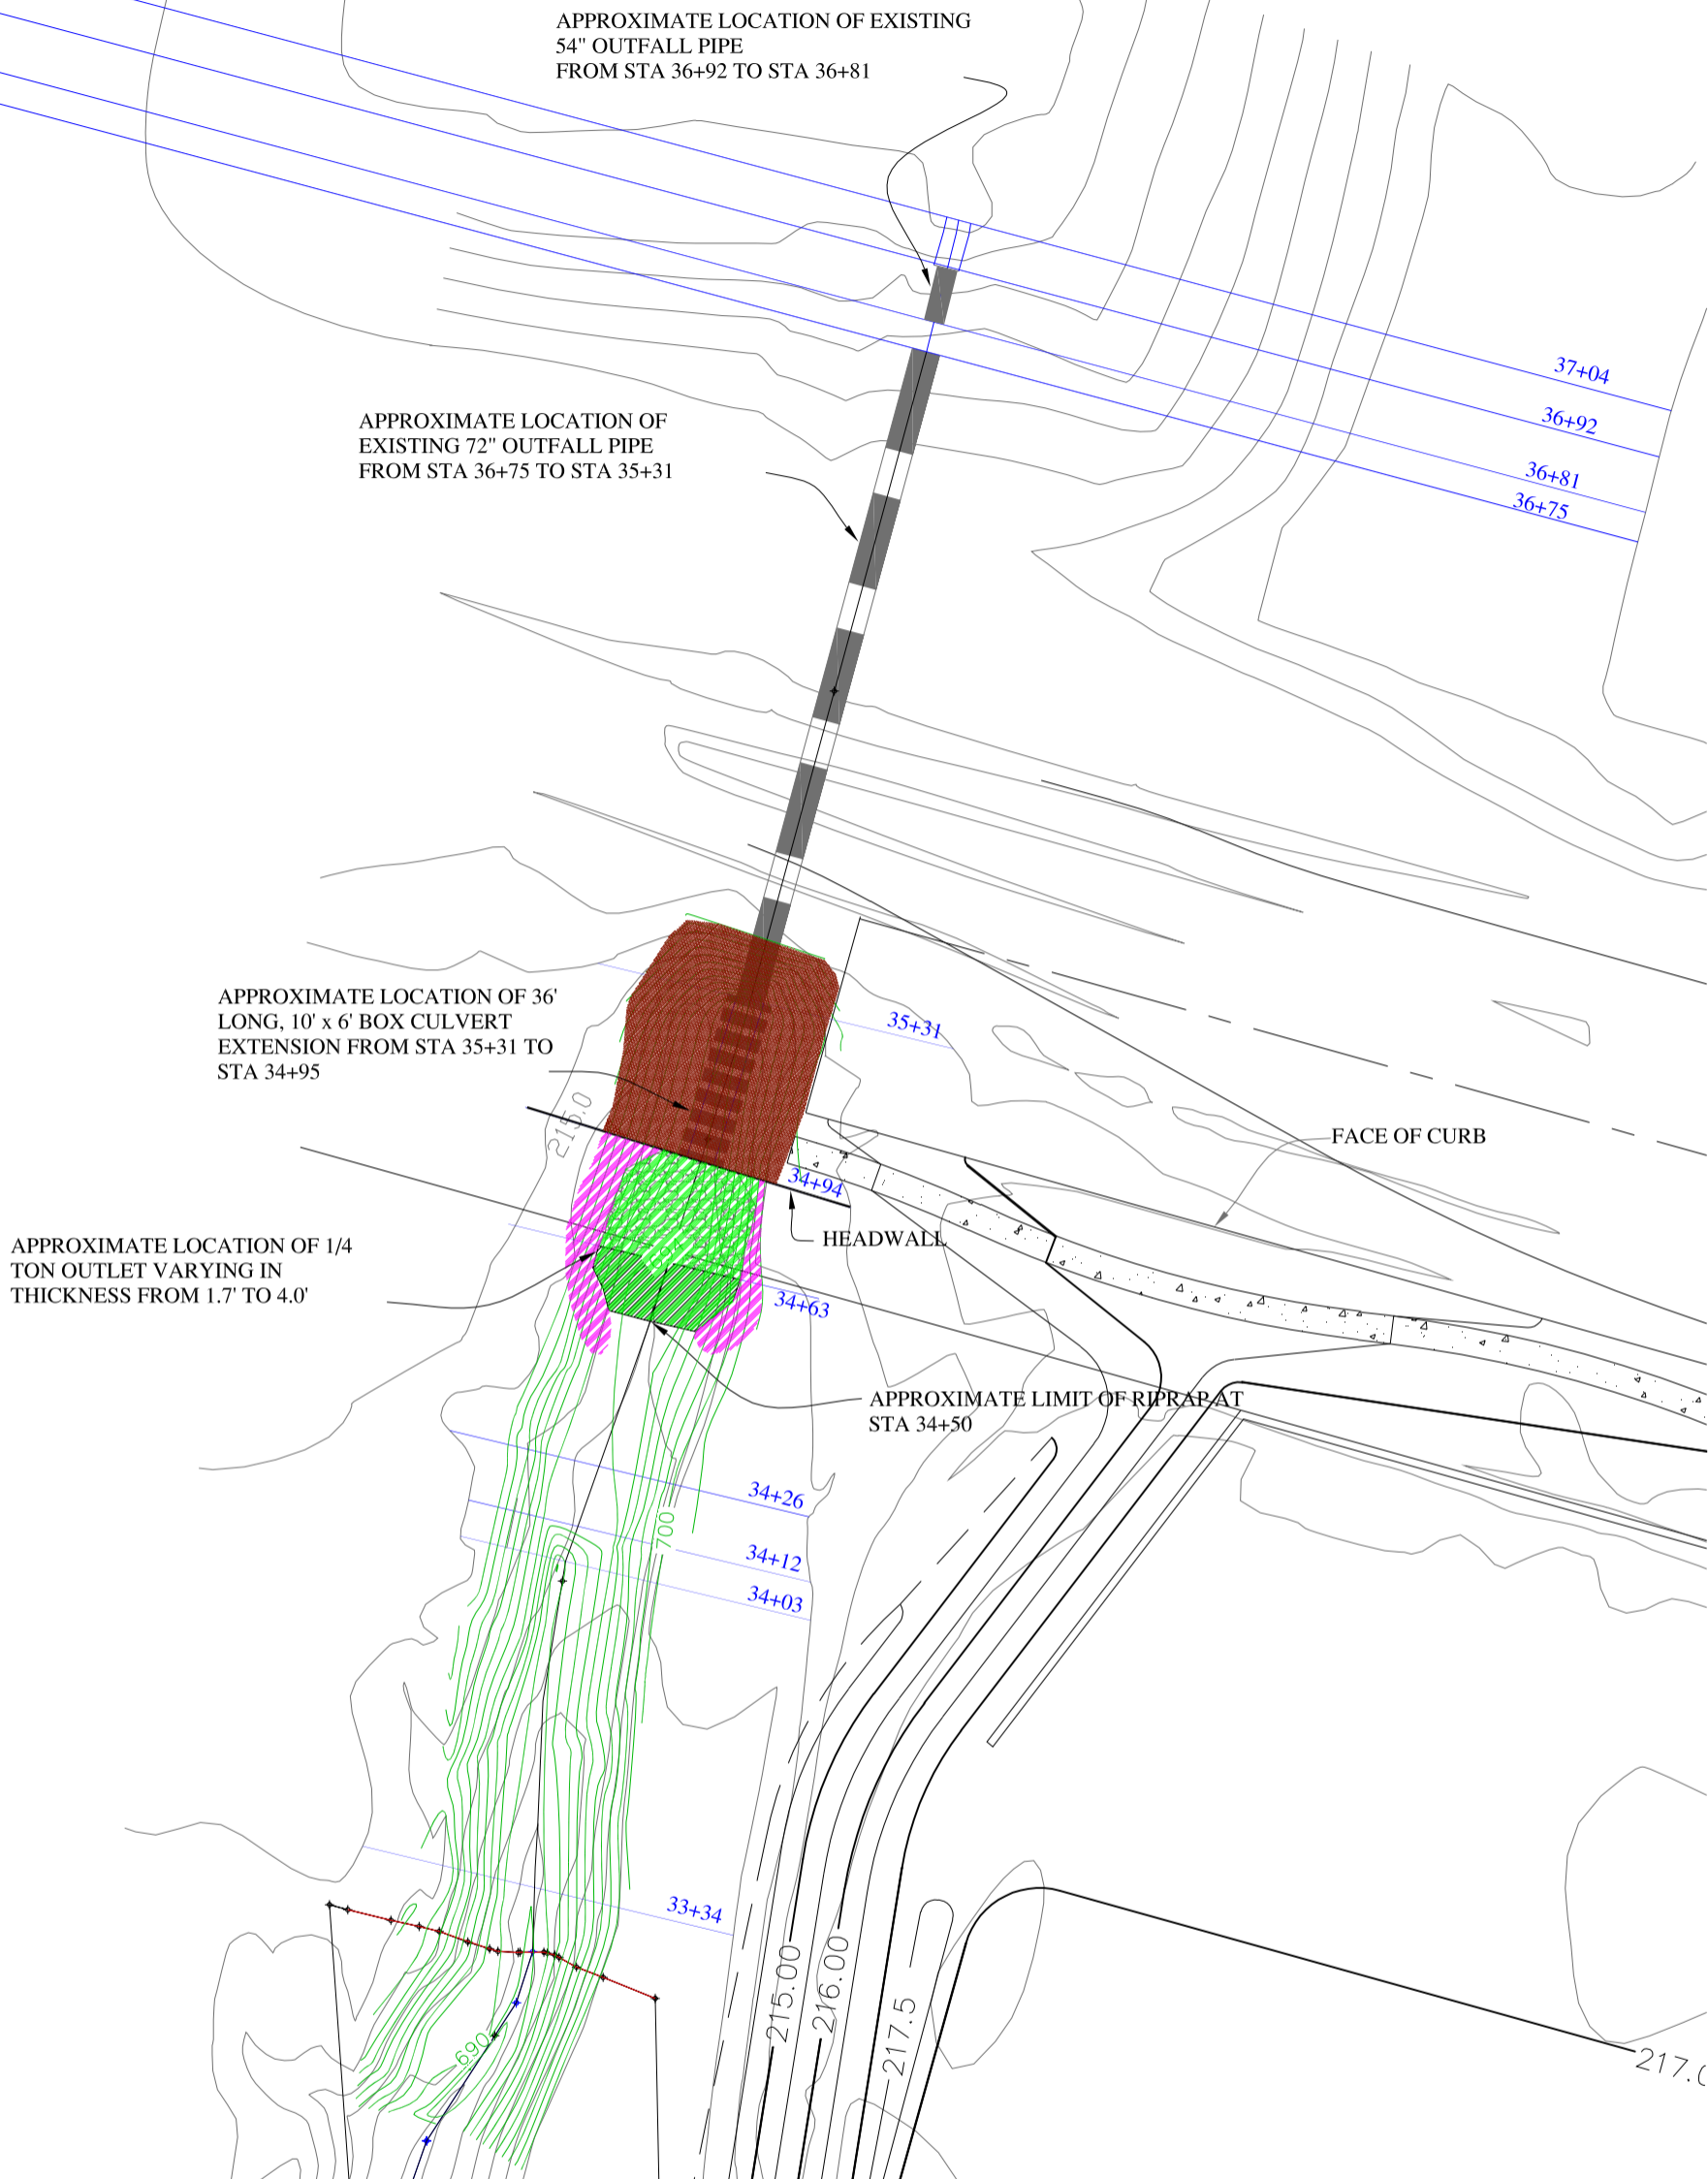 APPROXIMATE LOCATION OF EXISTING
54" OUTFALL PIPE
FROM STA 36+92 TO STA 36+81
37+04
36+92
36+81
36+75
APPROXIMATE LOCATION OF
EXISTING 72" OUTFALL PIPE
FROM STA 36+75 TO STA 35+31
APPROXIMATE LOCATION OF 36'
LONG, 10' x 6' BOX CULVERT
EXTENSION FROM STA 35+31 TO
STA 34+95
35+31
215.0
FACE OF CURB
34+94
HEADWALL
APPROXIMATE LOCATION OF 1/4
TON OUTLET VARYING IN
THICKNESS FROM 1.7' TO 4.0'
34+63
APPROXIMATE LIMIT OF RIPRAP AT
STA 34+50
34+26
700
34+12
34+03
33+34
215.00
216.00
217.5
690
217.0